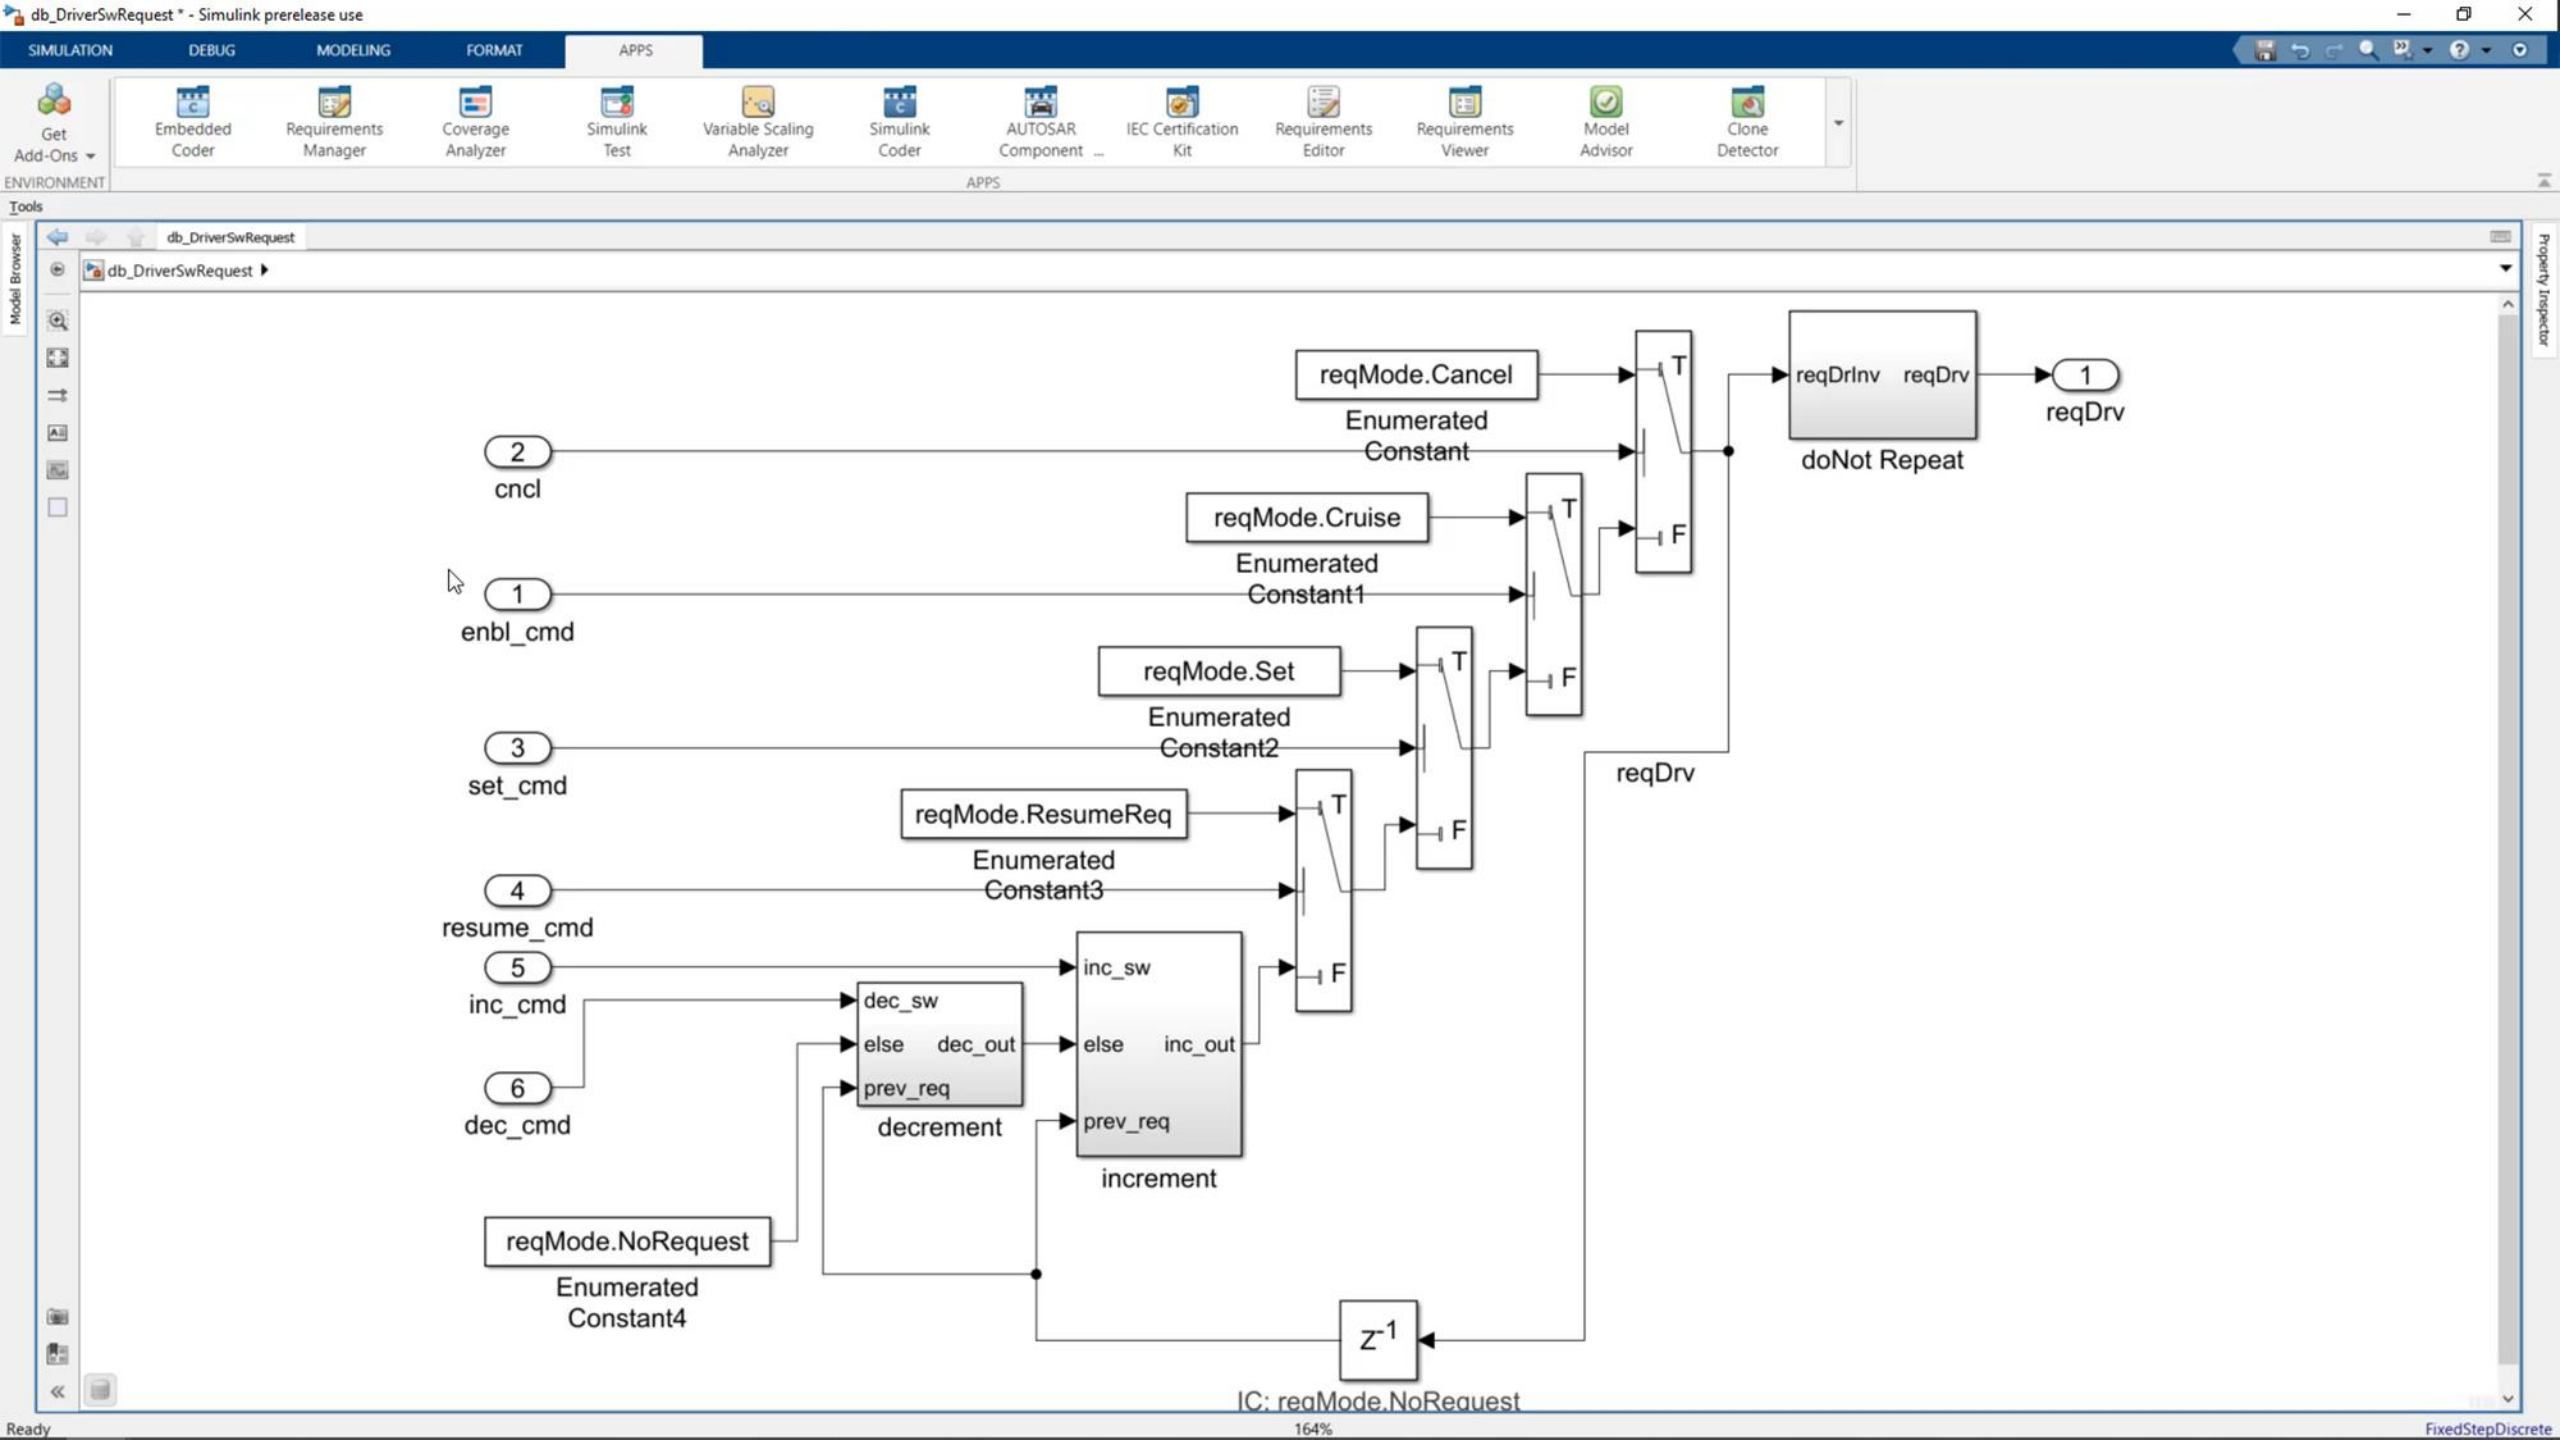 db_DriverSwRequest * - Simulink prerelease use
SIMULATION DEBUG MODELING FORMAT APPS
Get Add-Ons
Embedded Coder
Requirements Manager
Coverage Analyzer
Simulink Test
Variable Scaling Analyzer
Simulink Coder
AUTOSAR Component ...
IEC Certification Kit
Requirements Editor
Requirements Viewer
Model Advisor
Clone Detector
ENVIRONMENT
APPS
Tools
Model Browser
Property Inspector
db_DriverSwRequest
db_DriverSwRequest
reqMode.Cancel
Enumerated
Constant
T
F
reqDrInv reqDrv
doNot Repeat
1
reqDrv
2
cncl
reqMode.Cruise
Enumerated
Constant1
T
F
1
enbl_cmd
reqMode.Set
Enumerated
Constant2
T
F
3
set_cmd
reqDrv
reqMode.ResumeReq
Enumerated
Constant3
T
F
4
resume_cmd
5
inc_cmd
inc_sw
else inc_out
prev_req
increment
dec_sw
else dec_out
prev_req
decrement
6
dec_cmd
reqMode.NoRequest
Enumerated
Constant4
Z-1
IC: reqMode.NoRequest
Ready
164%
FixedStepDiscrete